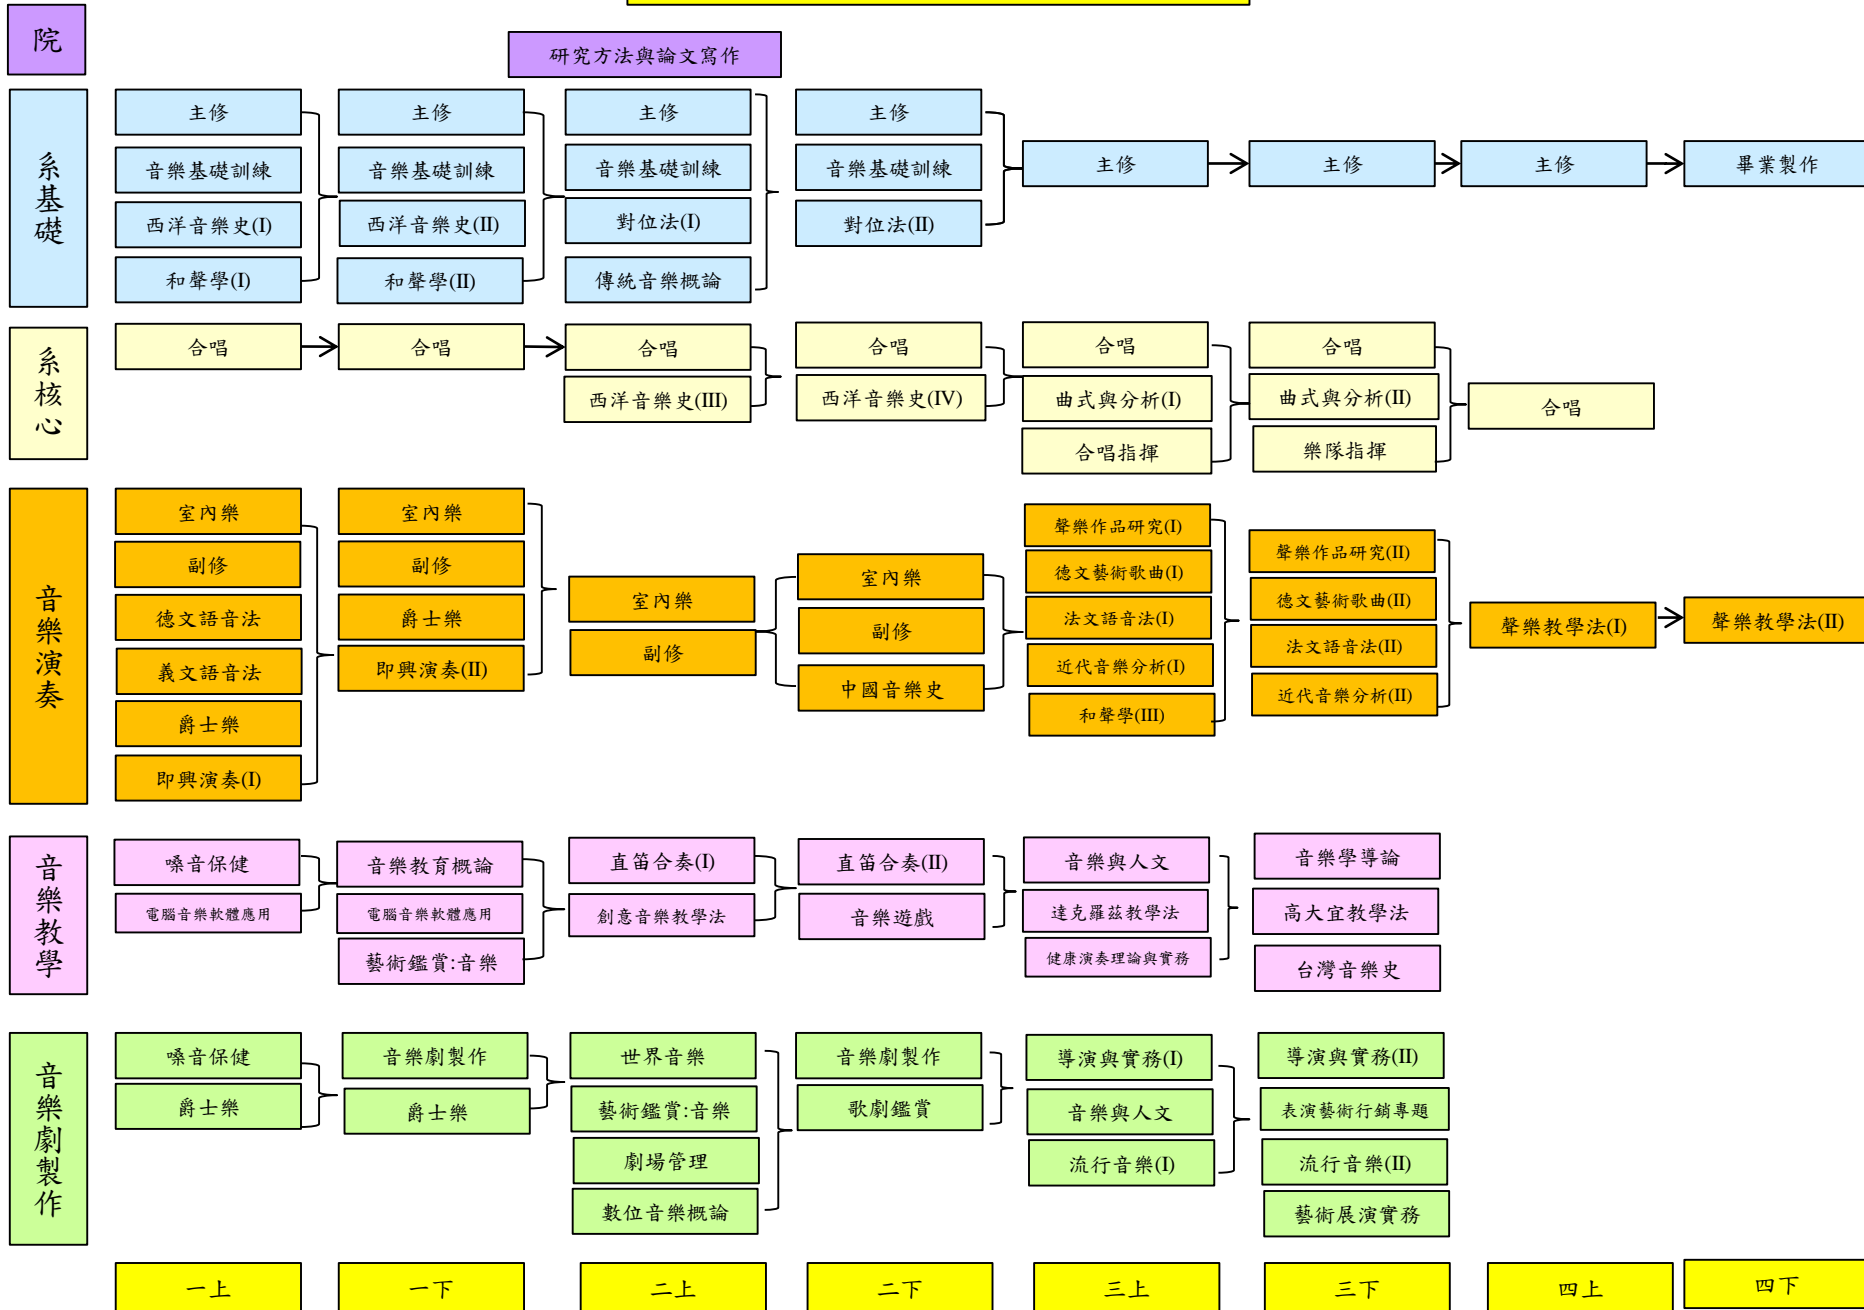 院
研究方法與論文寫作
系基礎
主修
主修
主修
主修
音樂基礎訓練
音樂基礎訓練
音樂基礎訓練
音樂基礎訓練
主修
主修
主修
畢業製作
西洋音樂史(I)
西洋音樂史(II)
對位法(I)
對位法(II)
和聲學(I)
和聲學(II)
傳統音樂概論
系核心
合唱
合唱
合唱
合唱
合唱
合唱
西洋音樂史(III)
西洋音樂史(IV)
曲式與分析(I)
曲式與分析(II)
合唱
合唱指揮
樂隊指揮
音樂演奏
室內樂
副修
德文語音法
義文語音法
爵士樂
即興演奏(I)
室內樂
副修
爵士樂
即興演奏(II)
室內樂
副修
室內樂
副修
中國音樂史
聲樂作品研究(I)
德文藝術歌曲(I)
法文語音法(I)
近代音樂分析(I)
和聲學(III)
聲樂作品研究(II)
德文藝術歌曲(II)
法文語音法(II)
近代音樂分析(II)
聲樂教學法(I)
聲樂教學法(II)
音樂教學
嗓音保健
電腦音樂軟體應用
音樂教育概論
電腦音樂軟體應用
藝術鑑賞:音樂
直笛合奏(I)
創意音樂教學法
直笛合奏(II)
音樂遊戲
音樂與人文
達克羅茲教學法
健康演奏理論與實務
音樂學導論
高大宜教學法
台灣音樂史
音樂劇製作
嗓音保健
爵士樂
音樂劇製作
爵士樂
世界音樂
藝術鑑賞:音樂
劇場管理
數位音樂概論
音樂劇製作
歌劇鑑賞
導演與實務(I)
音樂與人文
流行音樂(I)
導演與實務(II)
表演藝術行銷專題
流行音樂(II)
藝術展演實務
一上
一下
二上
二下
三上
三下
四上
四下